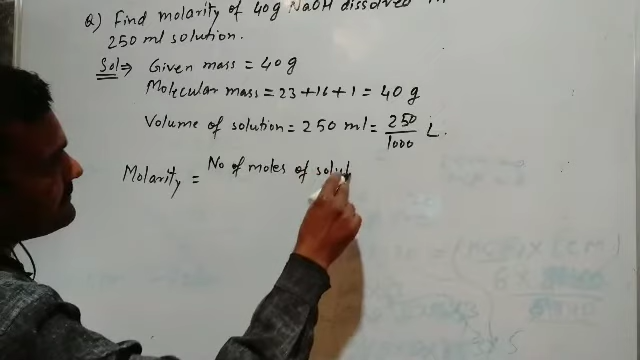 Q) Find molarity of 40g NaOH dissolved in
250 ml solution.
Sol⇒ Given mass = 40 g
Molecular mass = 23 + 16 + 1 = 40 g
Volume of solution = 250 ml = 250/1000 L.
Molarity = No of moles of solut